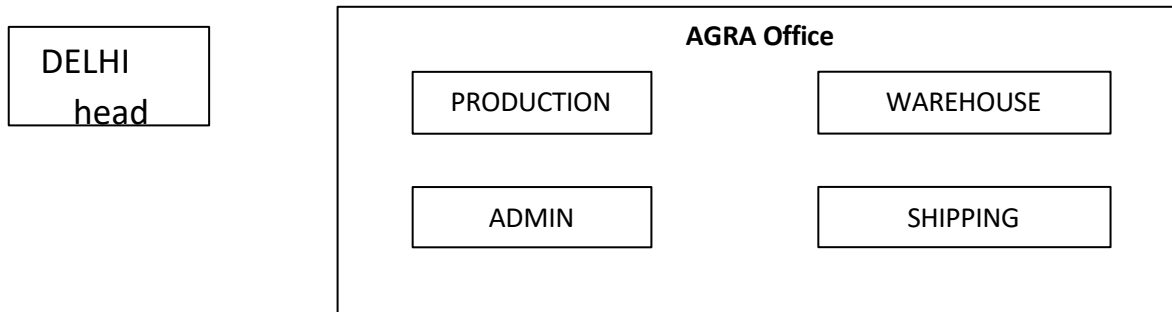 DELHI
head
AGRA Office
PRODUCTION
WAREHOUSE
ADMIN
SHIPPING